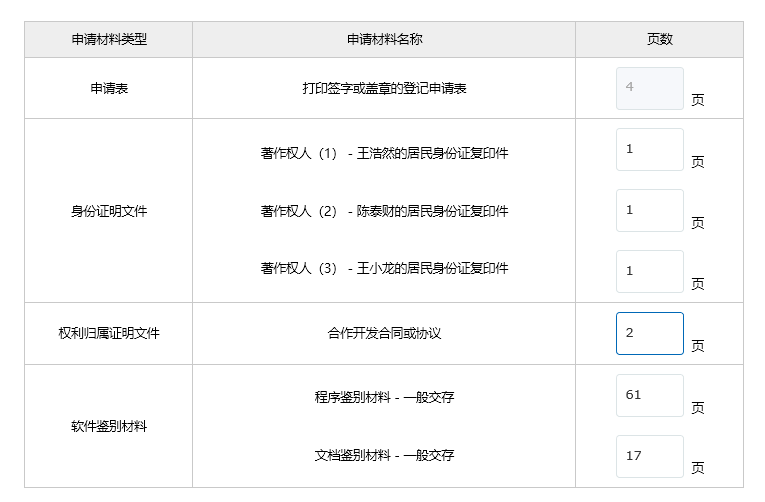 申请材料类型 申请材料名称 页数
申请表 打印签字或盖章的登记申请表 4 页
著作权人（1） - 王浩然的居民身份证复印件 1 页
身份证明文件 著作权人（2） - 陈泰财的居民身份证复印件 1 页
著作权人（3） - 王小龙的居民身份证复印件 1 页
权利归属证明文件 合作开发合同或协议 2 页
程序鉴别材料 - 一般交存 61 页
软件鉴别材料
文档鉴别材料 - 一般交存 17 页